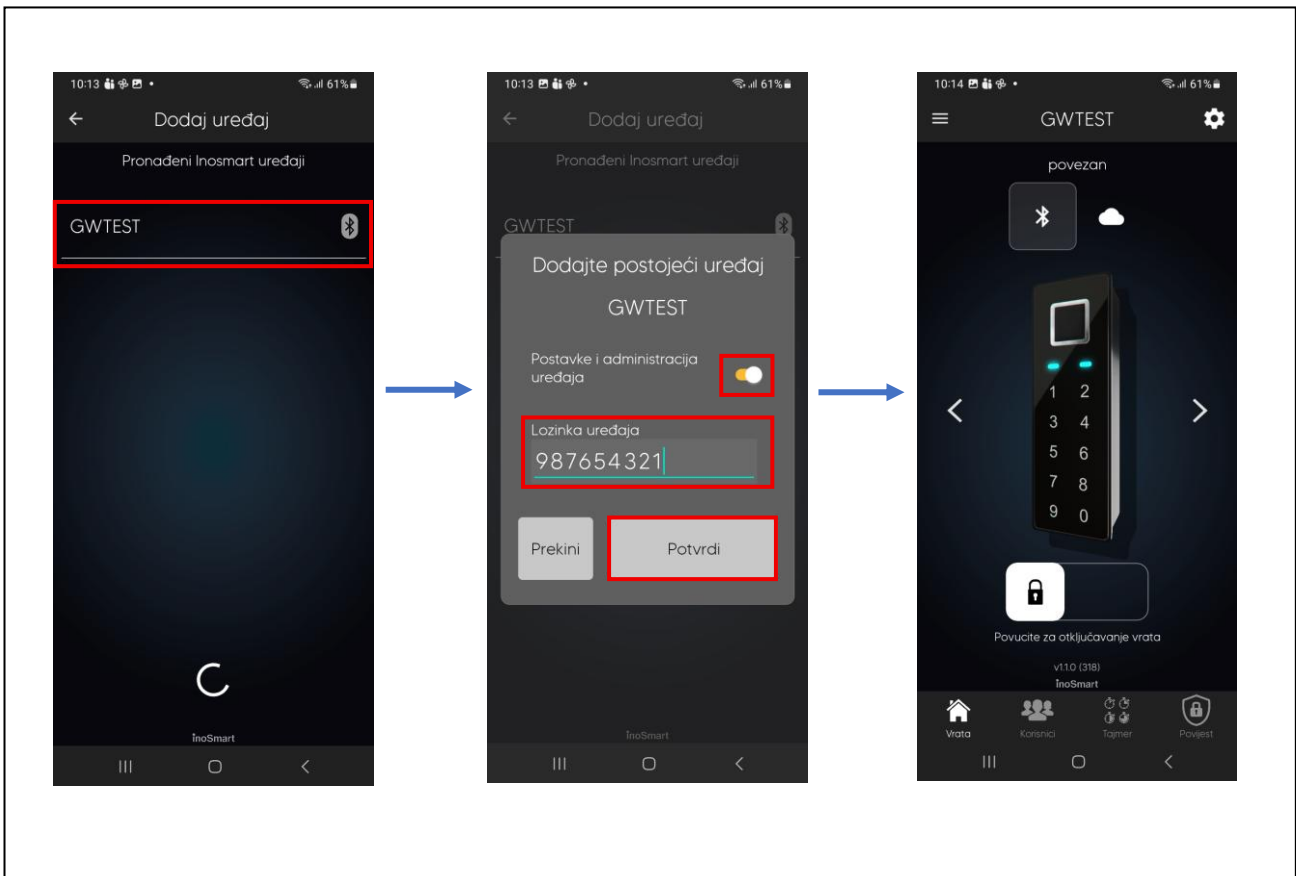 10:13
61%
Dodaj uređaj
Pronađeni Inosmart uređaji
GWTEST
inoSmart
10:13
61%
Dodaj uređaj
Pronađeni Inosmart uređaji
GWTEST
Dodajte postojeći uređaj
GWTEST
Postavke i administracija
uređaja
Lozinka uređaja
987654321
Prekini
Potvrdi
inoSmart
10:14
61%
GWTEST
povezan
1 2
3 4
5 6
7 8
9 0
Povucite za otključavanje vrata
v1.1.0 (318)
inoSmart
Vrata
Korisnici
Tajmer
Povijest